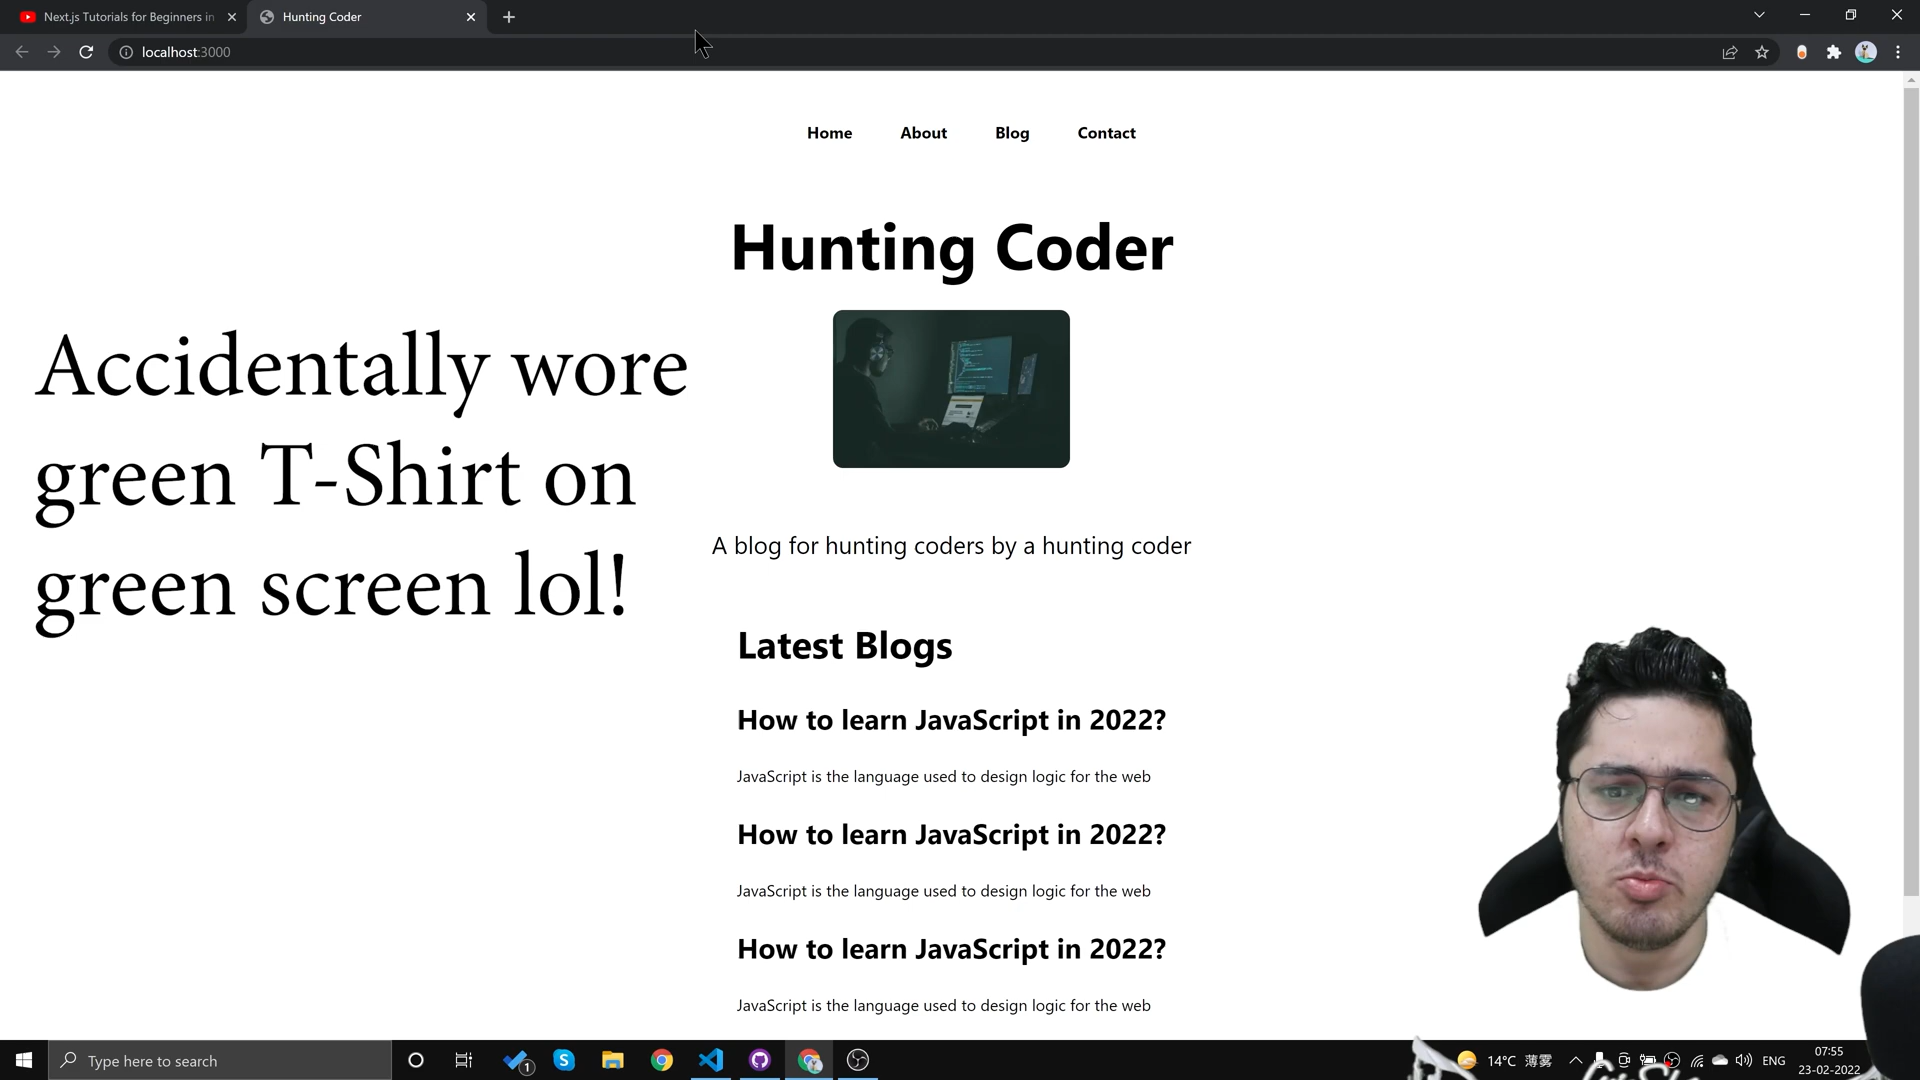 Next.js Tutorials for Beginners in
Hunting Coder
localhost:3000
Home
About
Blog
Contact
Hunting Coder
Accidentally wore
green T-Shirt on
green screen lol!
A blog for hunting coders by a hunting coder
Latest Blogs
How to learn JavaScript in 2022?
JavaScript is the language used to design logic for the web
How to learn JavaScript in 2022?
JavaScript is the language used to design logic for the web
How to learn JavaScript in 2022?
JavaScript is the language used to design logic for the web
Type here to search
1
14°C 薄雾
ENG
07:55
23-02-2022